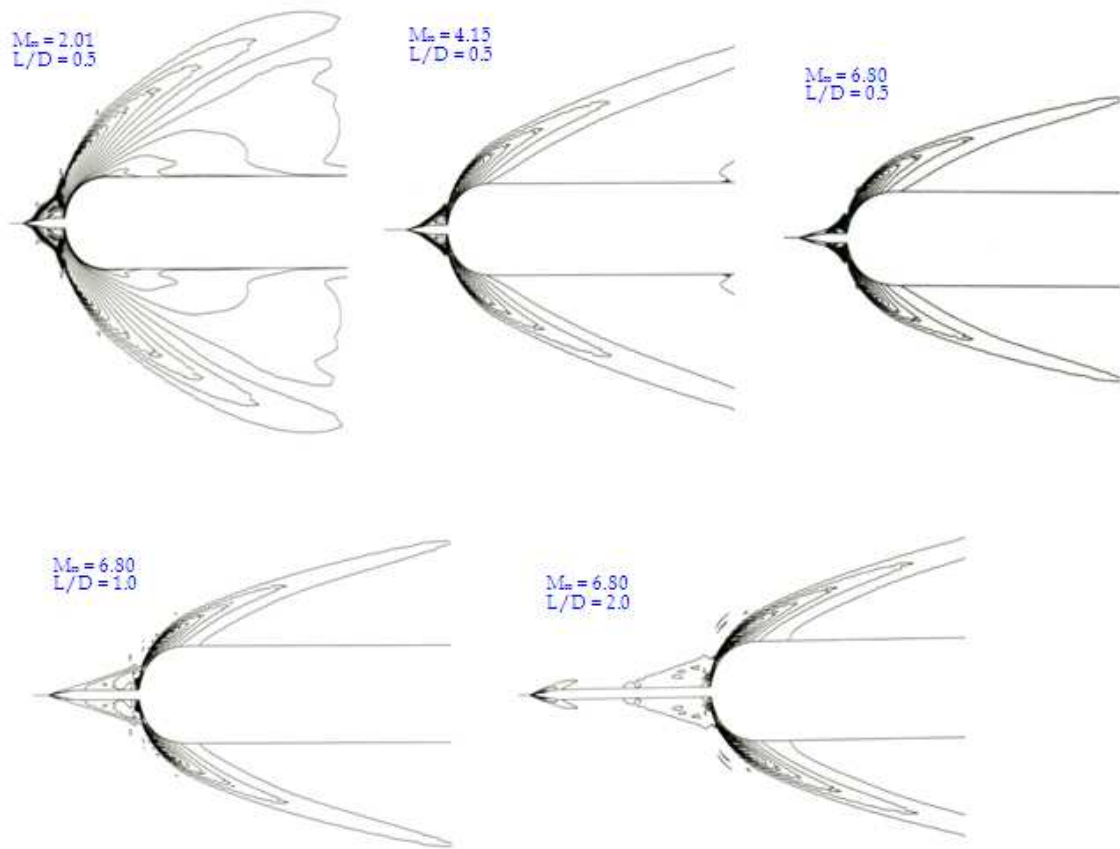 M∞ = 2.01
L/D = 0.5
M∞ = 4.15
L/D = 0.5
M∞ = 6.80
L/D = 0.5
M∞ = 6.80
L/D = 1.0
M∞ = 6.80
L/D = 2.0